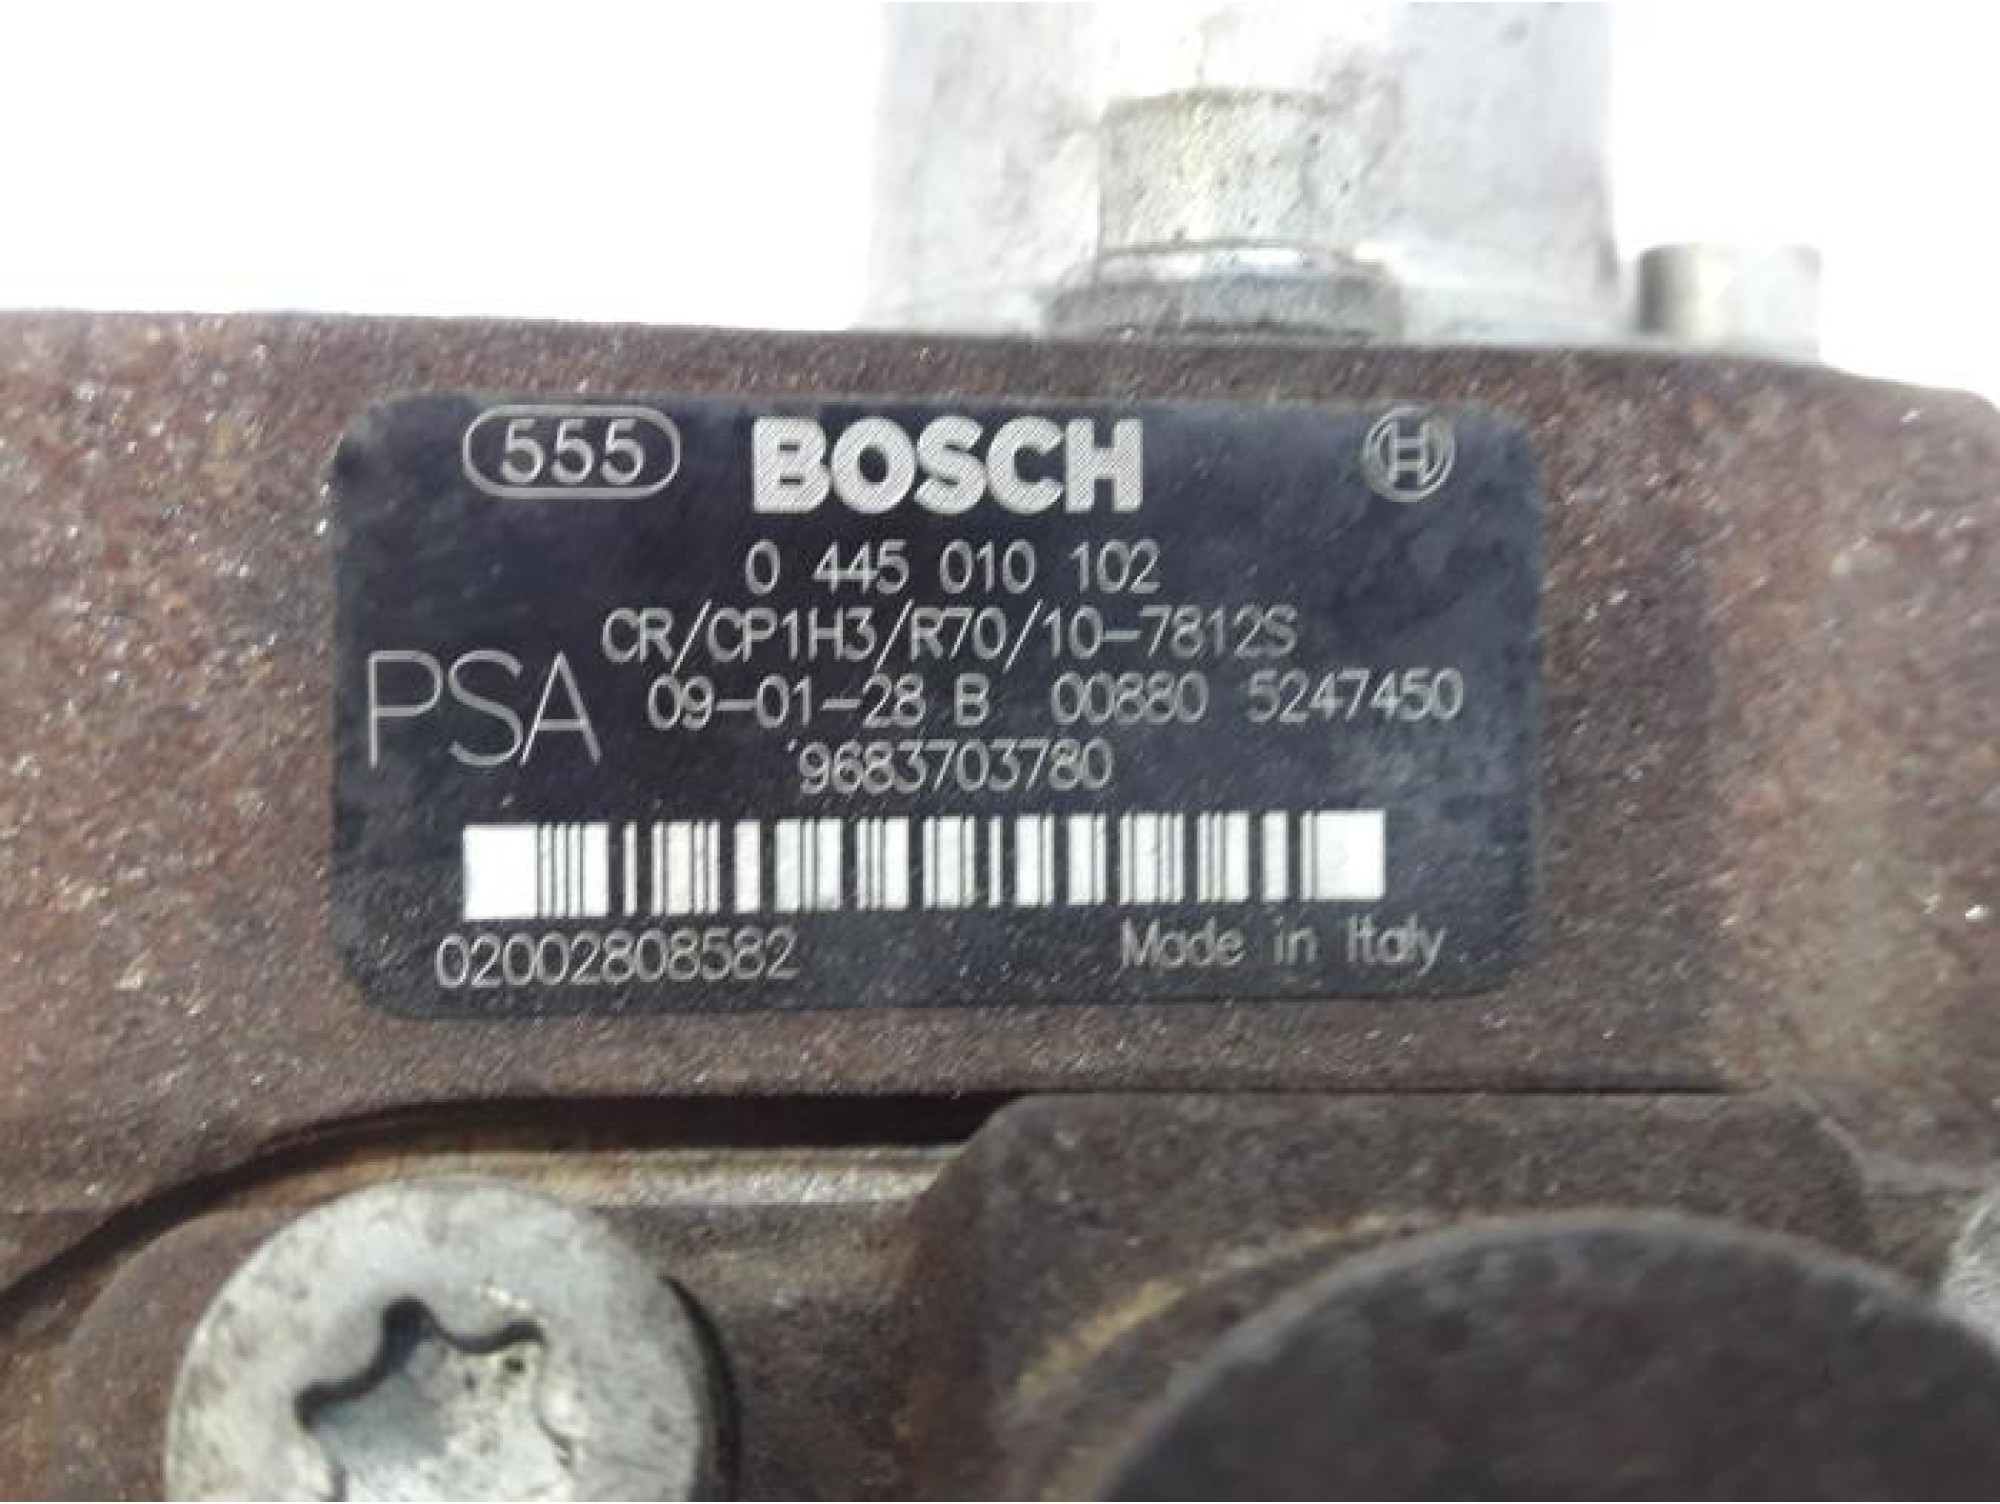 555 BOSCH
0 445 010 102
CR/CP1H3/R70/10-7812S
PSA 09-01-28 B 00880 5247450
9683703780
02002808582 Made in Italy